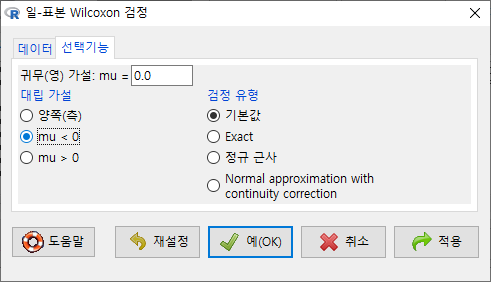 일-표본 Wilcoxon 검정
데이터 선택기능
귀무(영) 가설: mu = 0.0
대립 가설 검정 유형
양쪽(측) 기본값
mu < 0 Exact
mu > 0 정규 근사
Normal approximation with
continuity correction
도움말 재설정 예(OK) 취소 적용